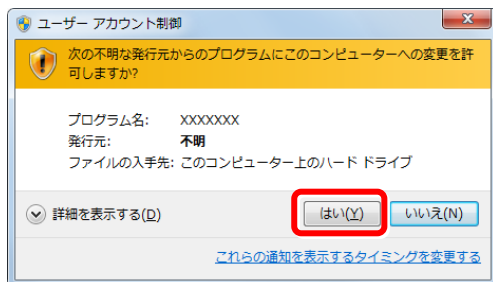 ユーザー アカウント制御
次の不明な発行元からのプログラムにこのコンピューターへの変更を許
可しますか?
プログラム名: XXXXXXX
発行元: 不明
ファイルの入手先: このコンピューター上のハード ドライブ
詳細を表示する(D) はい(Y) いいえ(N)
これらの通知を表示するタイミングを変更する